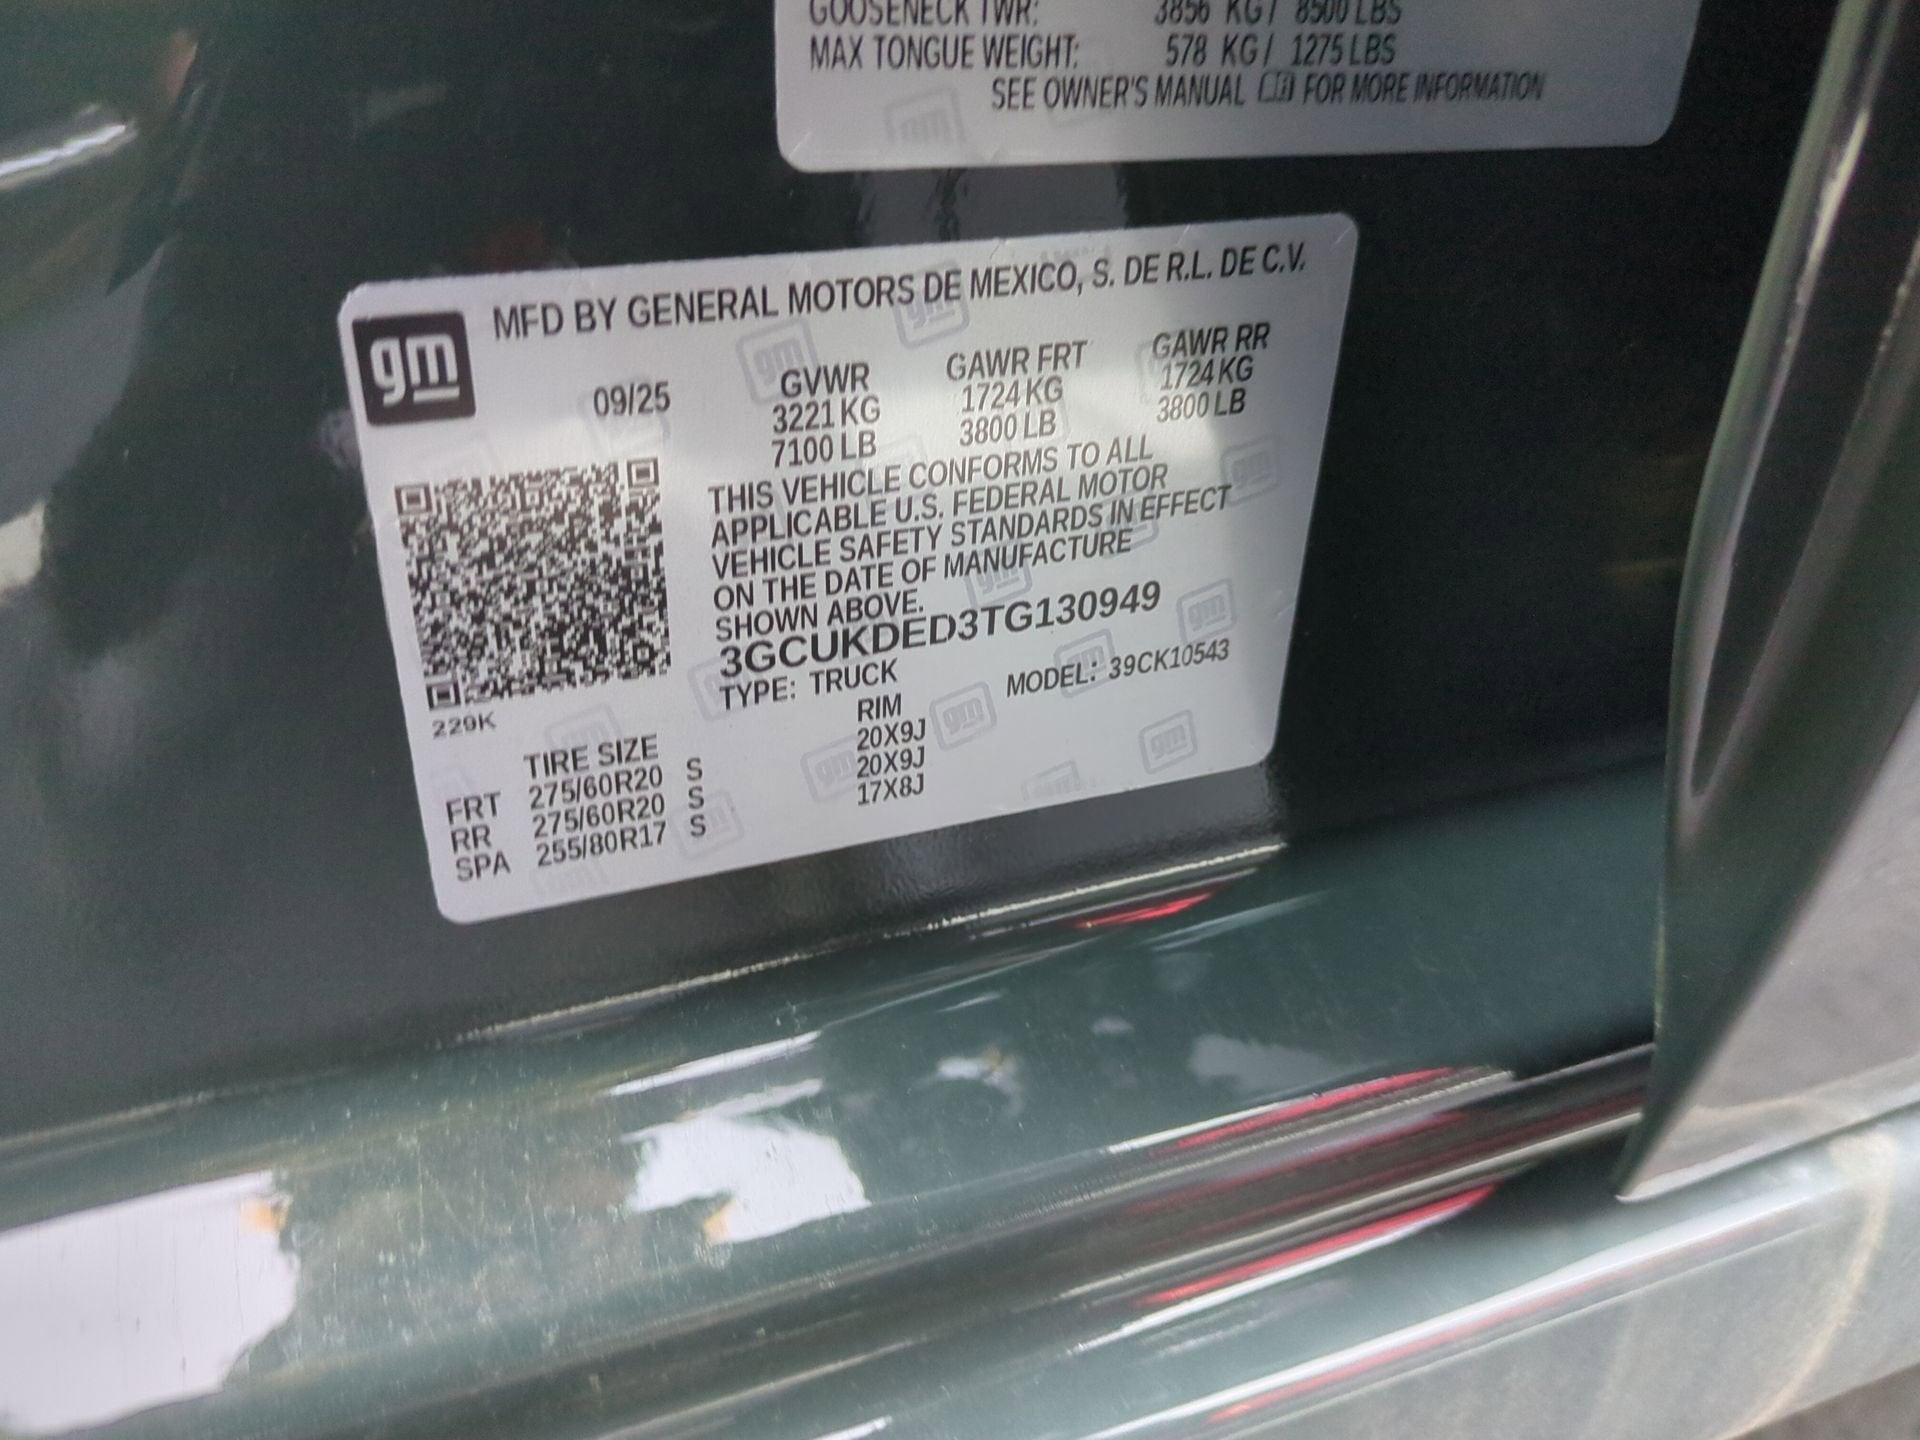 GOOSENECK TWR: 3856 KG / 8500 LBS
MAX TONGUE WEIGHT: 578 KG / 1275 LBS
SEE OWNER'S MANUAL FOR MORE INFORMATION
gm
MFD BY GENERAL MOTORS DE MEXICO, S. DE R.L. DE C.V.
09/25 GVWR GAWR FRT GAWR RR
3221 KG 1724 KG 1724 KG
7100 LB 3800 LB 3800 LB
THIS VEHICLE CONFORMS TO ALL
APPLICABLE U.S. FEDERAL MOTOR
VEHICLE SAFETY STANDARDS IN EFFECT
ON THE DATE OF MANUFACTURE
SHOWN ABOVE.
3GCUKDED3TG130949
TYPE: TRUCK MODEL: 39CK10543
229K
TIRE SIZE RIM
FRT 275/60R20 S 20X9J
RR 275/60R20 S 20X9J
SPA 255/80R17 S 17X8J